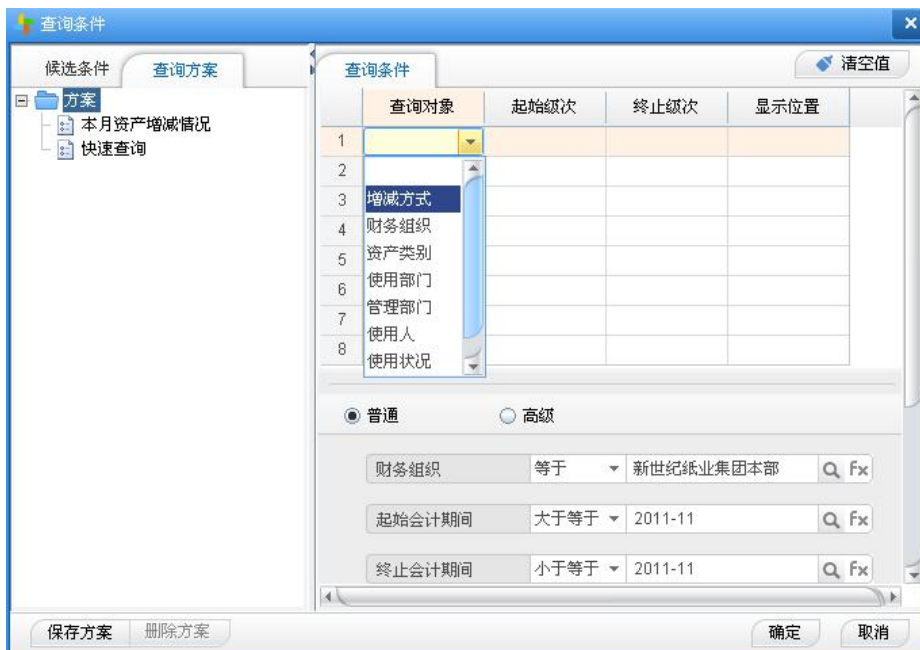 查询条件
候选条件 查询方案
方案
本月资产增减情况
快速查询
查询条件 清空值
查询对象 起始级次 终止级次 显示位置
1
2
3 增减方式
4 财务组织
5 资产类别
6 使用部门
7 管理部门
8 使用人
使用状况
普通 高级
财务组织 等于 新世纪纸业集团本部 Fx
起始会计期间 大于等于 2011-11 Fx
终止会计期间 小于等于 2011-11 Fx
保存方案 删除方案 确定 取消